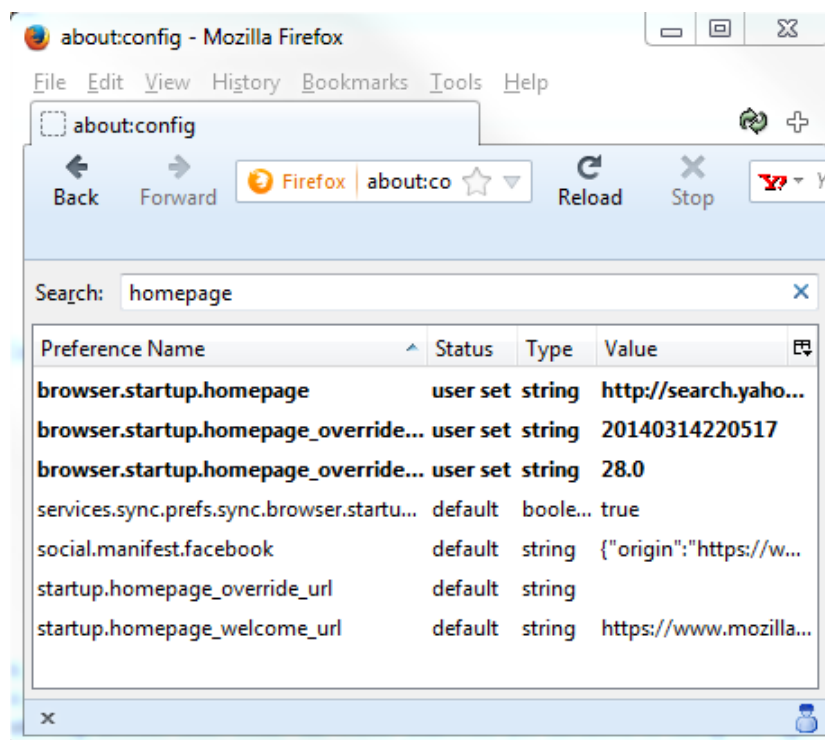 about:config - Mozilla Firefox
File Edit View History Bookmarks Tools Help
about:config
Back Forward Firefox about:co Reload Stop Y!
Search: homepage
Preference Name Status Type Value
browser.startup.homepage user set string http://search.yaho...
browser.startup.homepage_override... user set string 20140314220517
browser.startup.homepage_override... user set string 28.0
services.sync.prefs.sync.browser.startu... default boole... true
social.manifest.facebook default string {"origin":"https://w...
startup.homepage_override_url default string
startup.homepage_welcome_url default string https://www.mozilla...